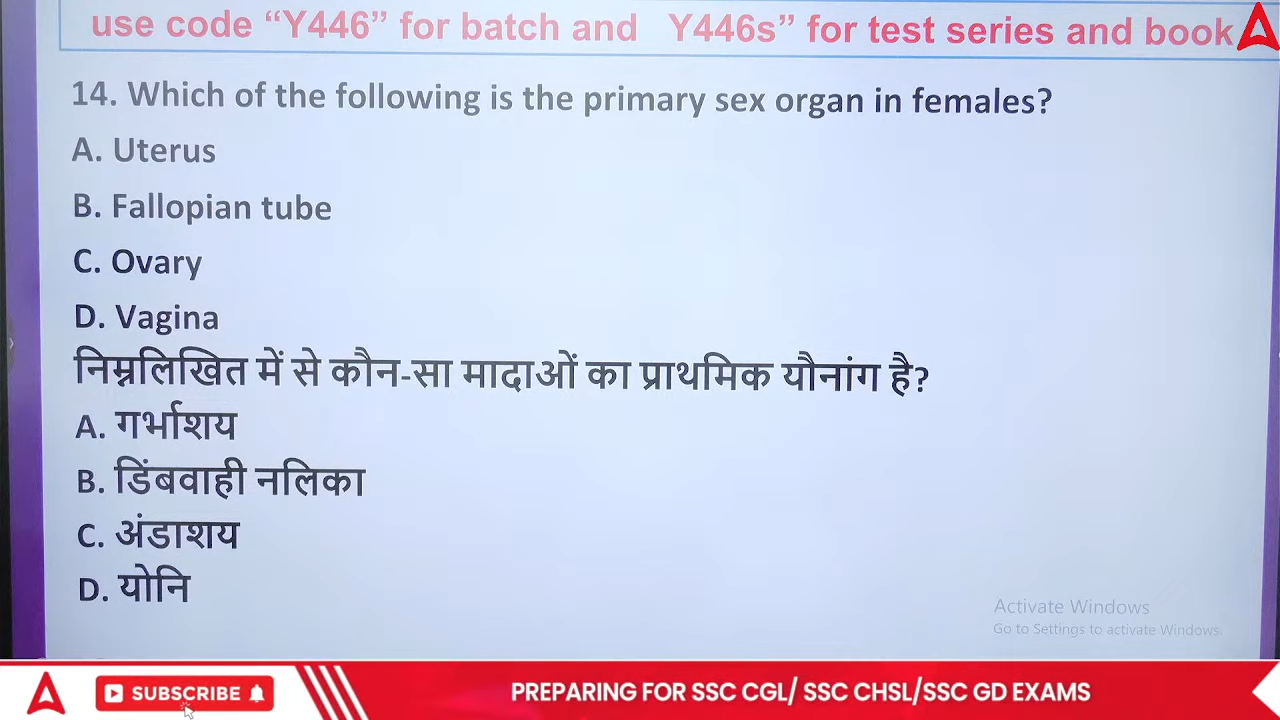 use code “Y446” for batch and Y446s” for test series and book
14. Which of the following is the primary sex organ in females?
A. Uterus
B. Fallopian tube
C. Ovary
D. Vagina
निम्नलिखित में से कौन-सा मादाओं का प्राथमिक यौनांग है?
A. गर्भाशय
B. डिंबवाही नलिका
C. अंडाशय
D. योनि
Activate Windows
Go to Settings to activate Windows.
SUBSCRIBE
PREPARING FOR SSC CGL/ SSC CHSL/SSC GD EXAMS